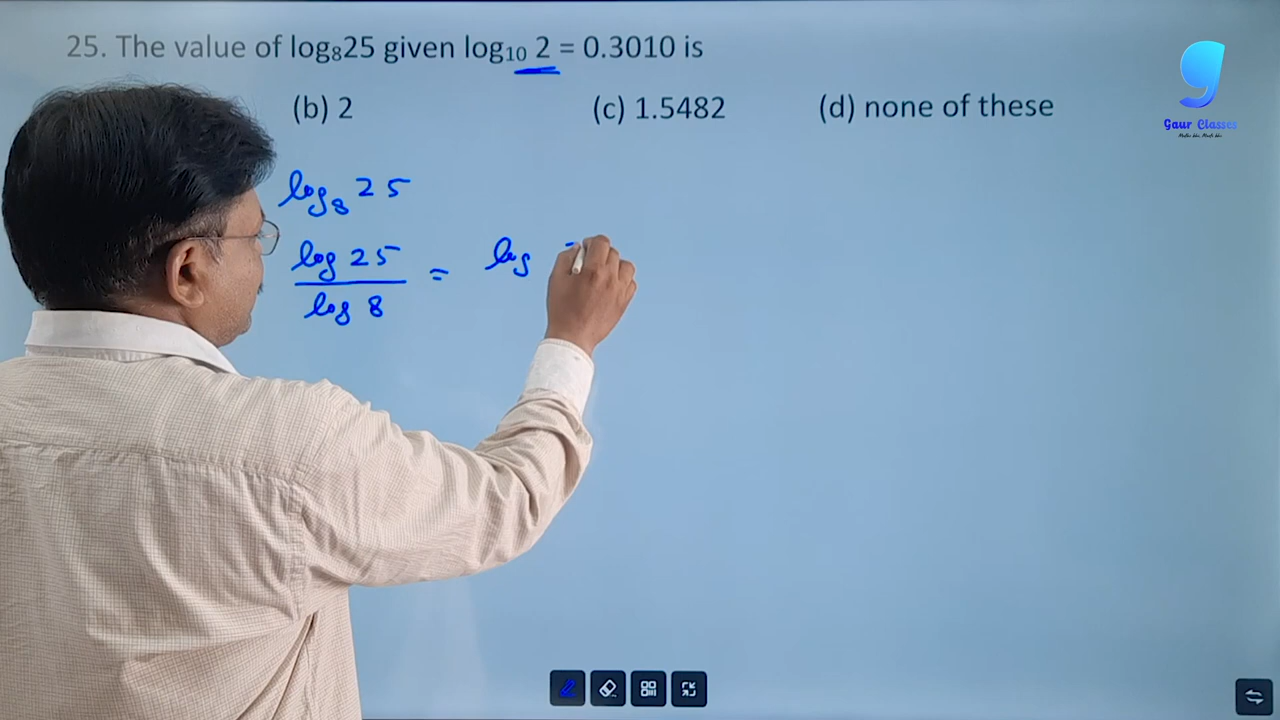 25. The value of log₈25 given log₁₀ 2 = 0.3010 is
(b) 2 (c) 1.5482 (d) none of these
g
Gaur Classes
log₈ 25
log 25 / log 8 = log